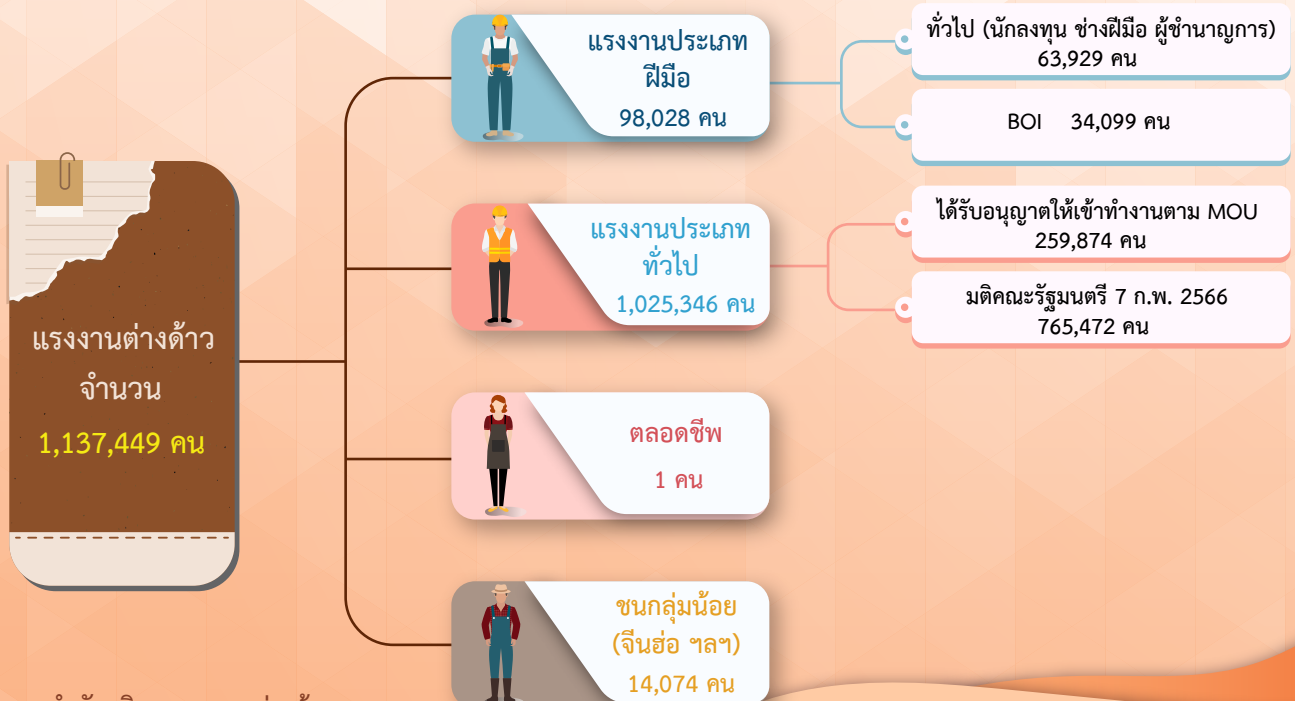 แรงงานต่างด้าว
จำนวน
1,137,449 คน
แรงงานประเภท
ฝีมือ
98,028 คน
ทั่วไป (นักลงทุน ช่างฝีมือ ผู้ชำนาญการ)
63,929 คน
BOI 34,099 คน
แรงงานประเภท
ทั่วไป
1,025,346 คน
ได้รับอนุญาตให้เข้าทำงานตาม MOU
259,874 คน
มติคณะรัฐมนตรี 7 ก.พ. 2566
765,472 คน
ตลอดชีพ
1 คน
ชนกลุ่มน้อย
(จีนฮ่อ ฯลฯ)
14,074 คน